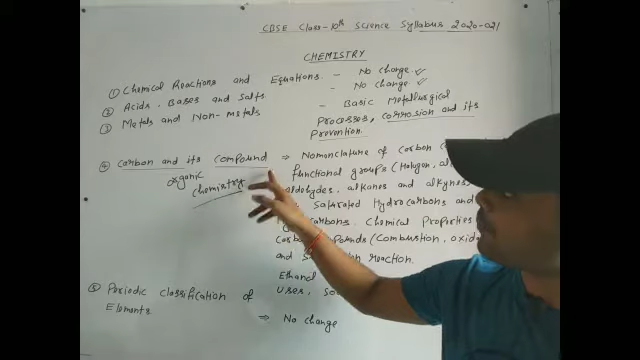 CBSE Class-10th Science Syllabus 2020-021
CHEMISTRY
① Chemical Reactions and Equations - No change ✓
② Acids, Bases and Salts - No change ✓
③ Metals and Non-Metals - Basic Metallurgical
Processes, corrosion and its
Prevention.
④ Carbon and its compound ⇒ Nomenclature of Carbon
organic functional groups (Halogen,
chemistry aldehydes, alkanes and alkynes
Saturated Hydrocarbons and
Chemical Properties
(Combustion,
and reaction.
Ethanol
⑤ Periodic classification of uses,
Elements
⇒ No change